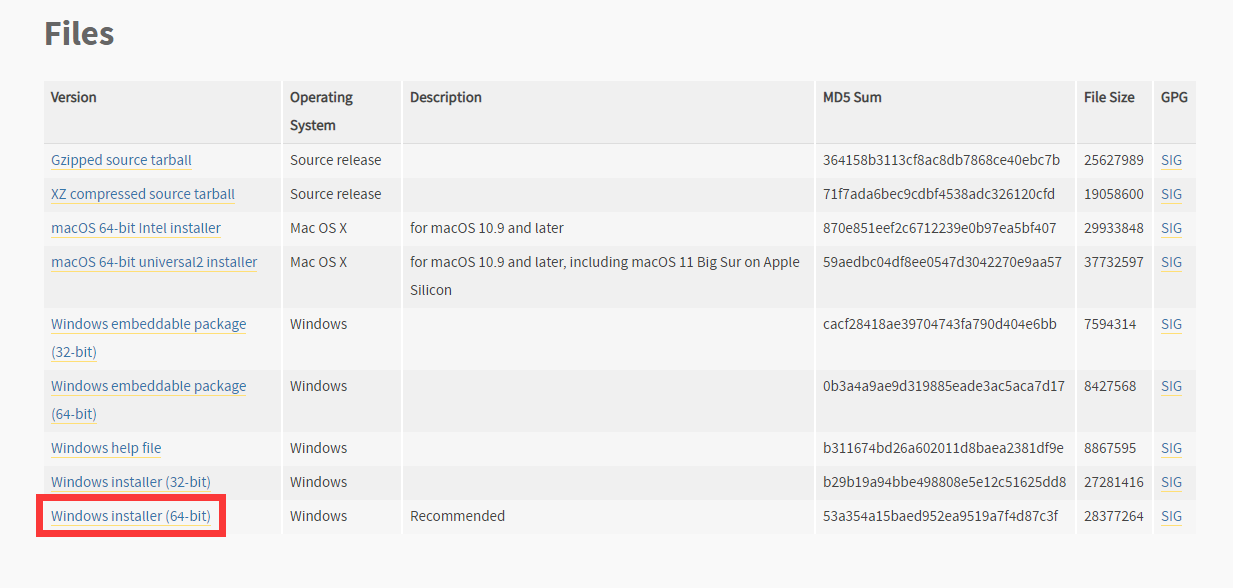 Files
Version Operating System Description MD5 Sum File Size GPG
Gzipped source tarball Source release 364158b3113cf8ac8db7868ce40ebc7b 25627989 SIG
XZ compressed source tarball Source release 71f7ada6bec9cdbf4538adc326120cfd 19058600 SIG
macOS 64-bit Intel installer Mac OS X for macOS 10.9 and later 870e851eef2c6712239e0b97ea5bf407 29933848 SIG
macOS 64-bit universal2 installer Mac OS X for macOS 10.9 and later, including macOS 11 Big Sur on Apple Silicon 59aedbc04df8ee0547d3042270e9aa57 37732597 SIG
Windows embeddable package (32-bit) Windows cacf28418ae39704743fa790d404e6bb 7594314 SIG
Windows embeddable package (64-bit) Windows 0b3a4a9ae9d319885eade3ac5aca7d17 8427568 SIG
Windows help file Windows b311674bd26a602011d8baea2381df9e 8867595 SIG
Windows installer (32-bit) Windows b29b19a94bbe498808e5e12c51625dd8 27281416 SIG
Windows installer (64-bit) Windows Recommended 53a354a15baed952ea9519a7f4d87c3f 28377264 SIG